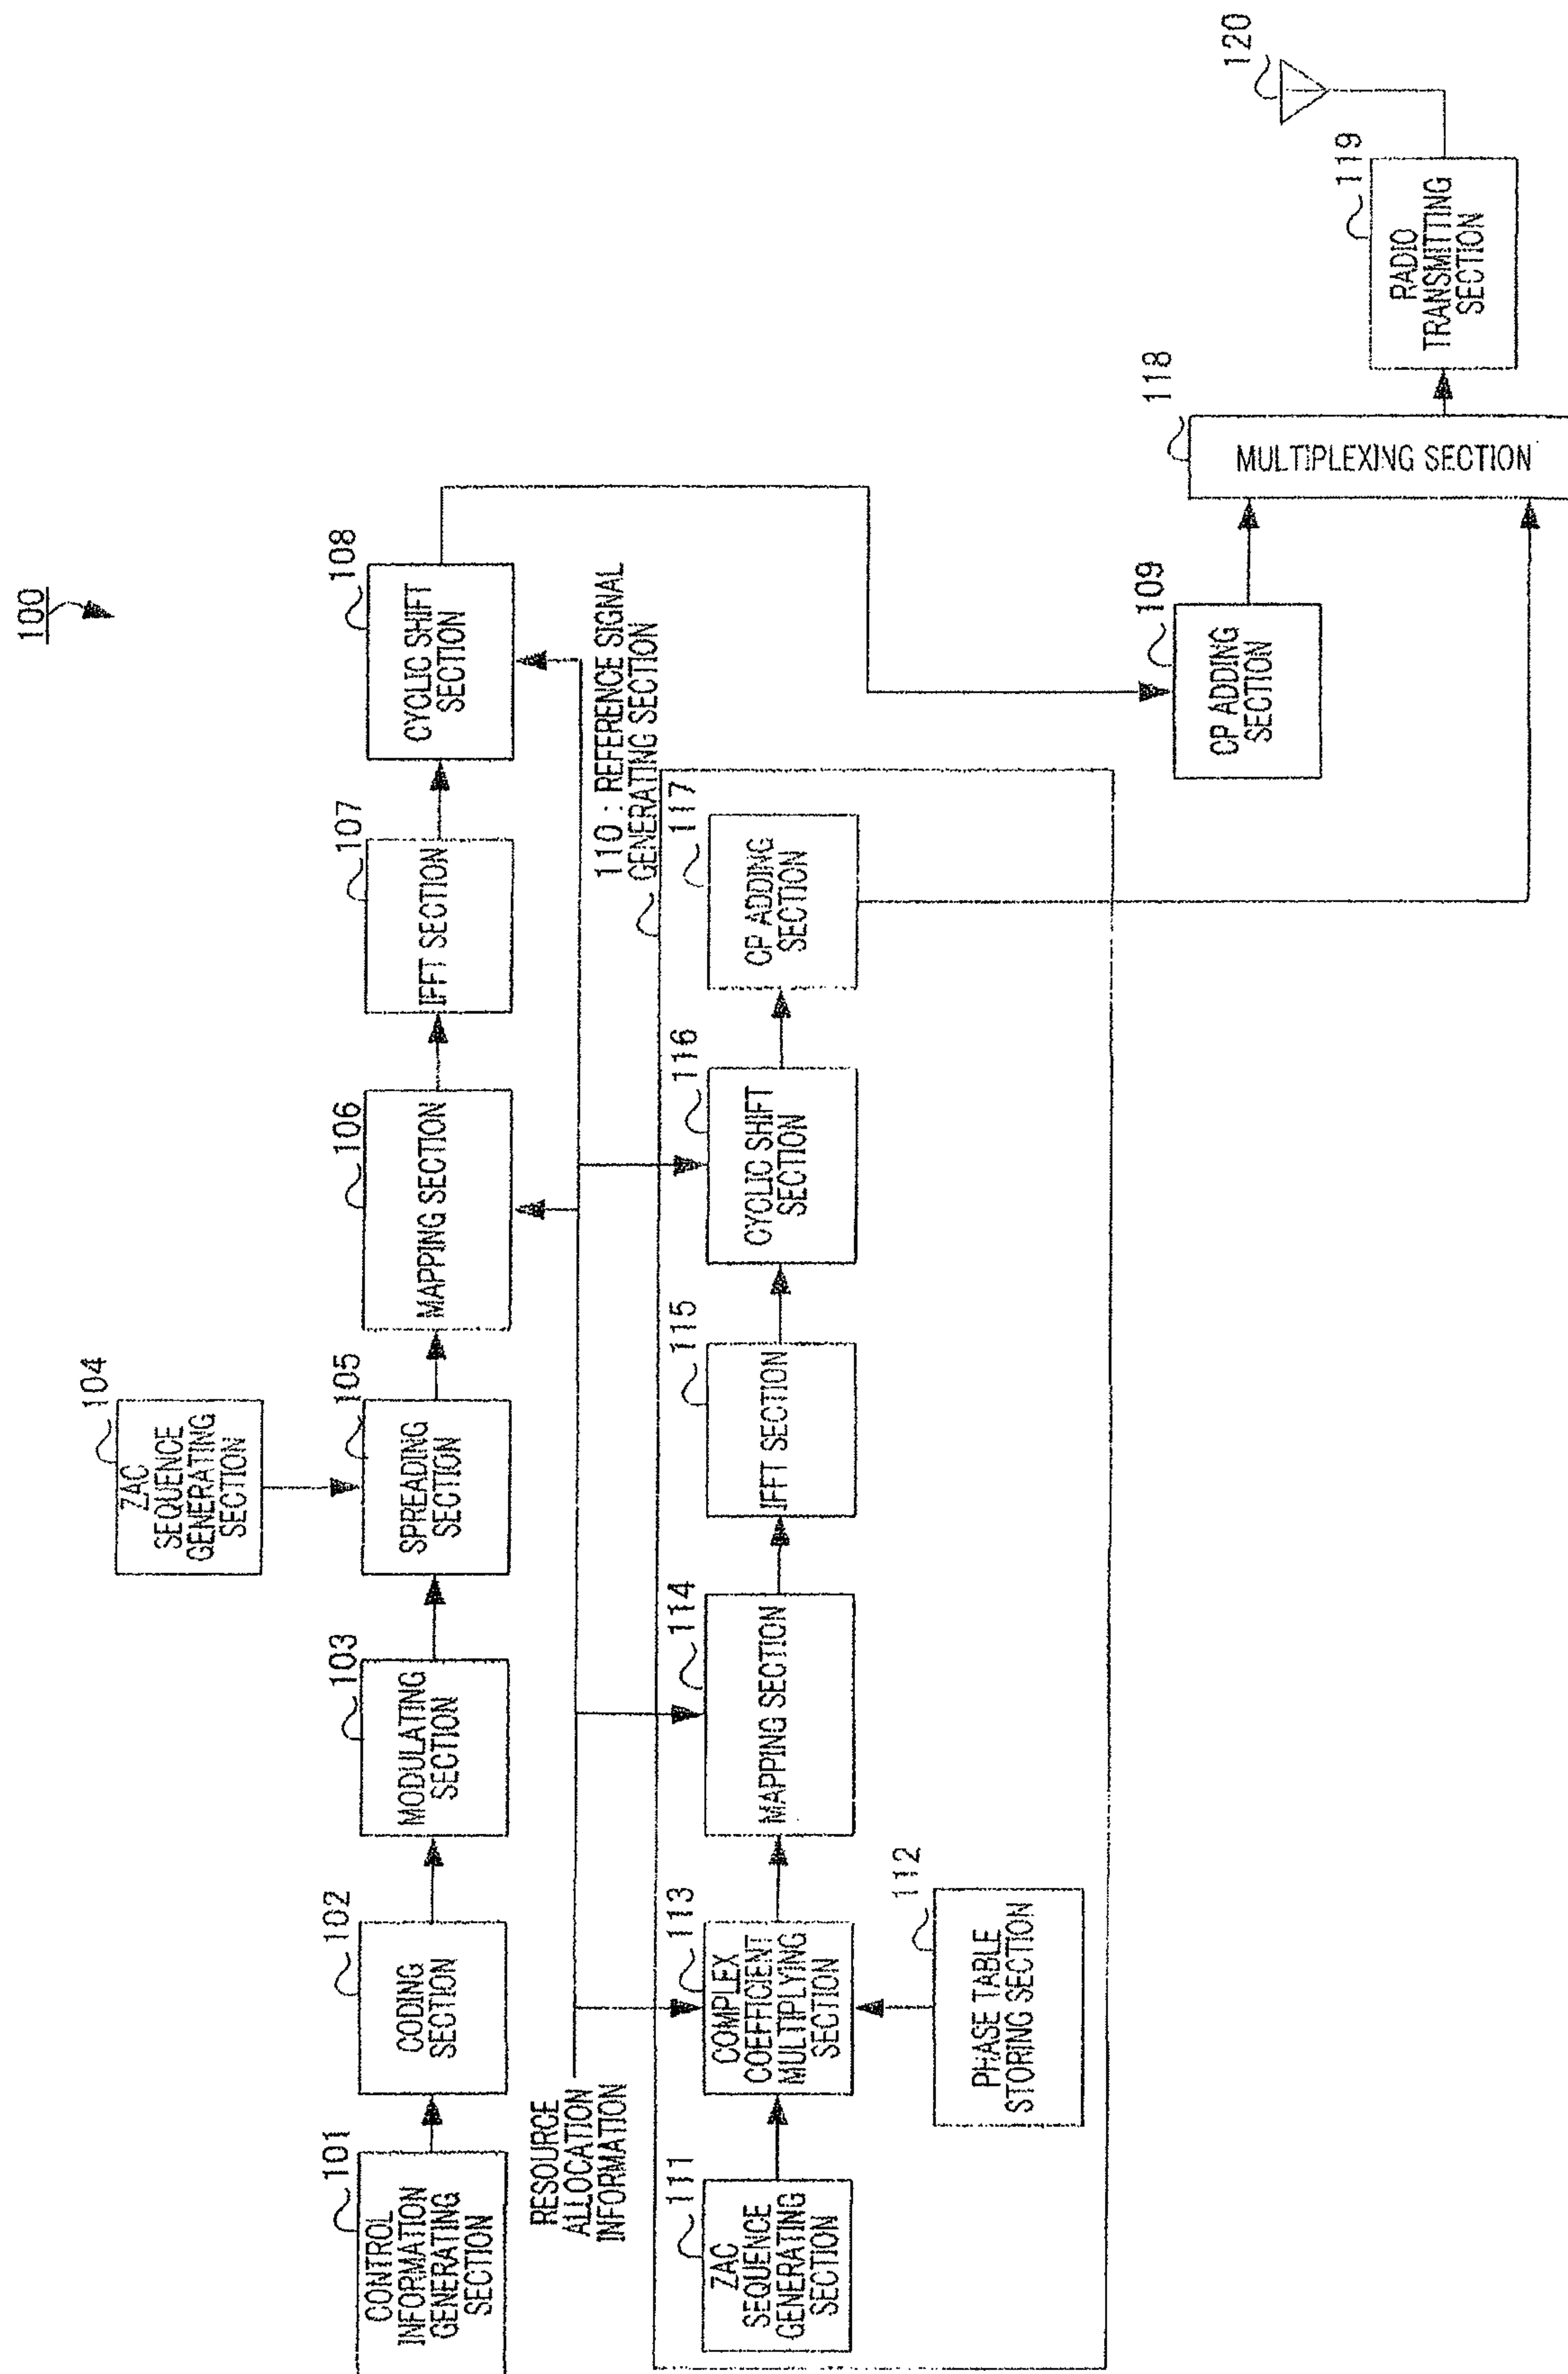 100
101
CONTROL
INFORMATION
GENERATING
SECTION
102
CODING
SECTION
103
MODULATING
SECTION
104
ZAC
SEQUENCE
GENERATING
SECTION
105
SPREADING
SECTION
106
MAPPING SECTION
107
IFFT SECTION
108
CYCLIC SHIFT
SECTION
RESOURCE
ALLOCATION
INFORMATION
110 : REFERENCE SIGNAL
GENERATING SECTION
111
ZAC
SEQUENCE
GENERATING
SECTION
113
COMPLEX
COEFFICIENT
MULTIPLYING
SECTION
112
PHASE TABLE
STORING SECTION
114
MAPPING SECTION
115
IFFT SECTION
116
CYCLIC SHIFT
SECTION
117
CP ADDING
SECTION
109
CP ADDING
SECTION
118
MULTIPLEXING SECTION
119
RADIO
TRANSMITTING
SECTION
120